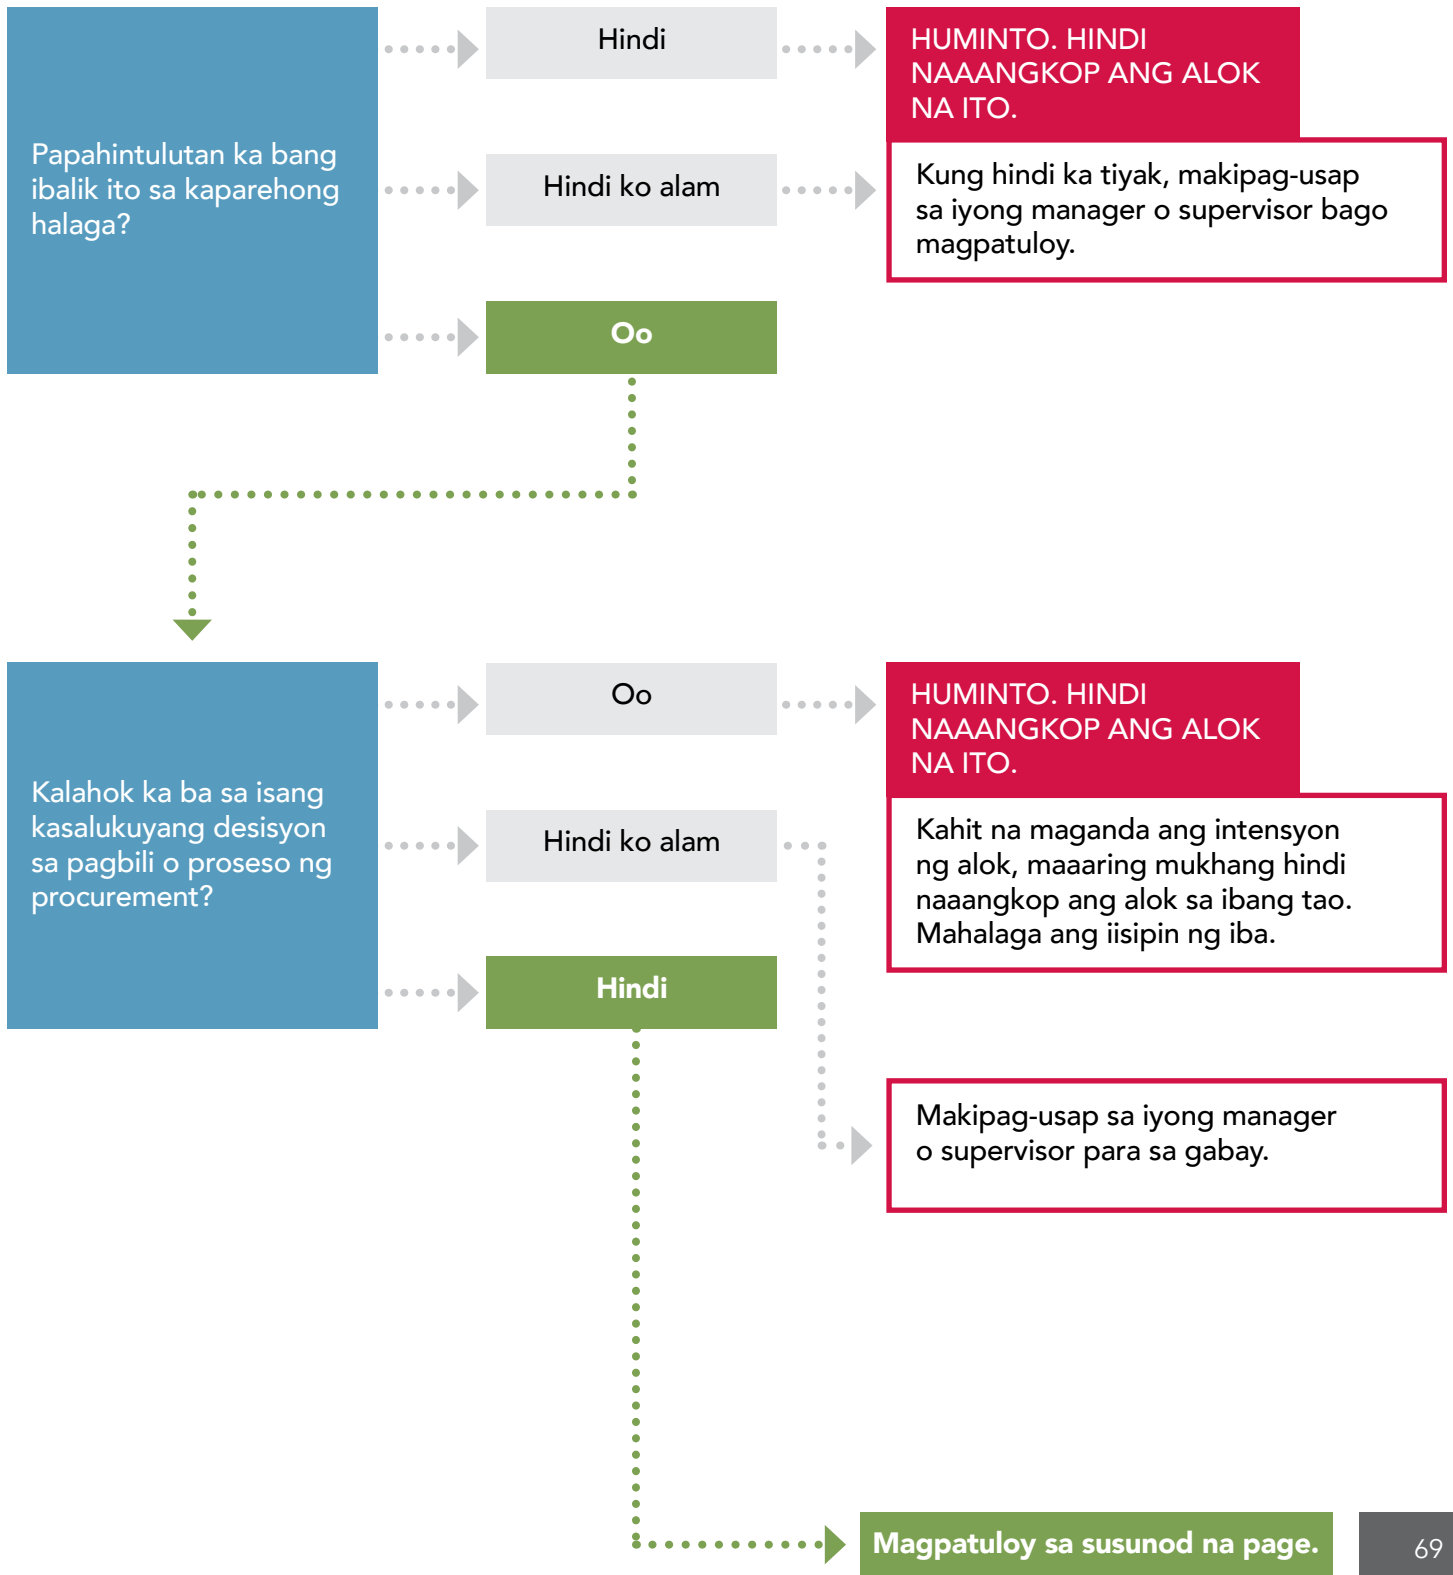 Papahintulutan ka bang
ibalik ito sa kaparehong
halaga?
Hindi
HUMINTO. HINDI
NAAANGKOP ANG ALOK
NA ITO.
Hindi ko alam
Kung hindi ka tiyak, makipag-usap
sa iyong manager o supervisor bago
magpatuloy.
Oo
Kalahok ka ba sa isang
kasalukuyang desisyon
sa pagbili o proseso ng
procurement?
Oo
HUMINTO. HINDI
NAAANGKOP ANG ALOK
NA ITO.
Kahit na maganda ang intensyon
ng alok, maaaring mukhang hindi
naaangkop ang alok sa ibang tao.
Mahalaga ang iisipin ng iba.
Hindi ko alam
Makipag-usap sa iyong manager
o supervisor para sa gabay.
Hindi
Magpatuloy sa susunod na page.
69